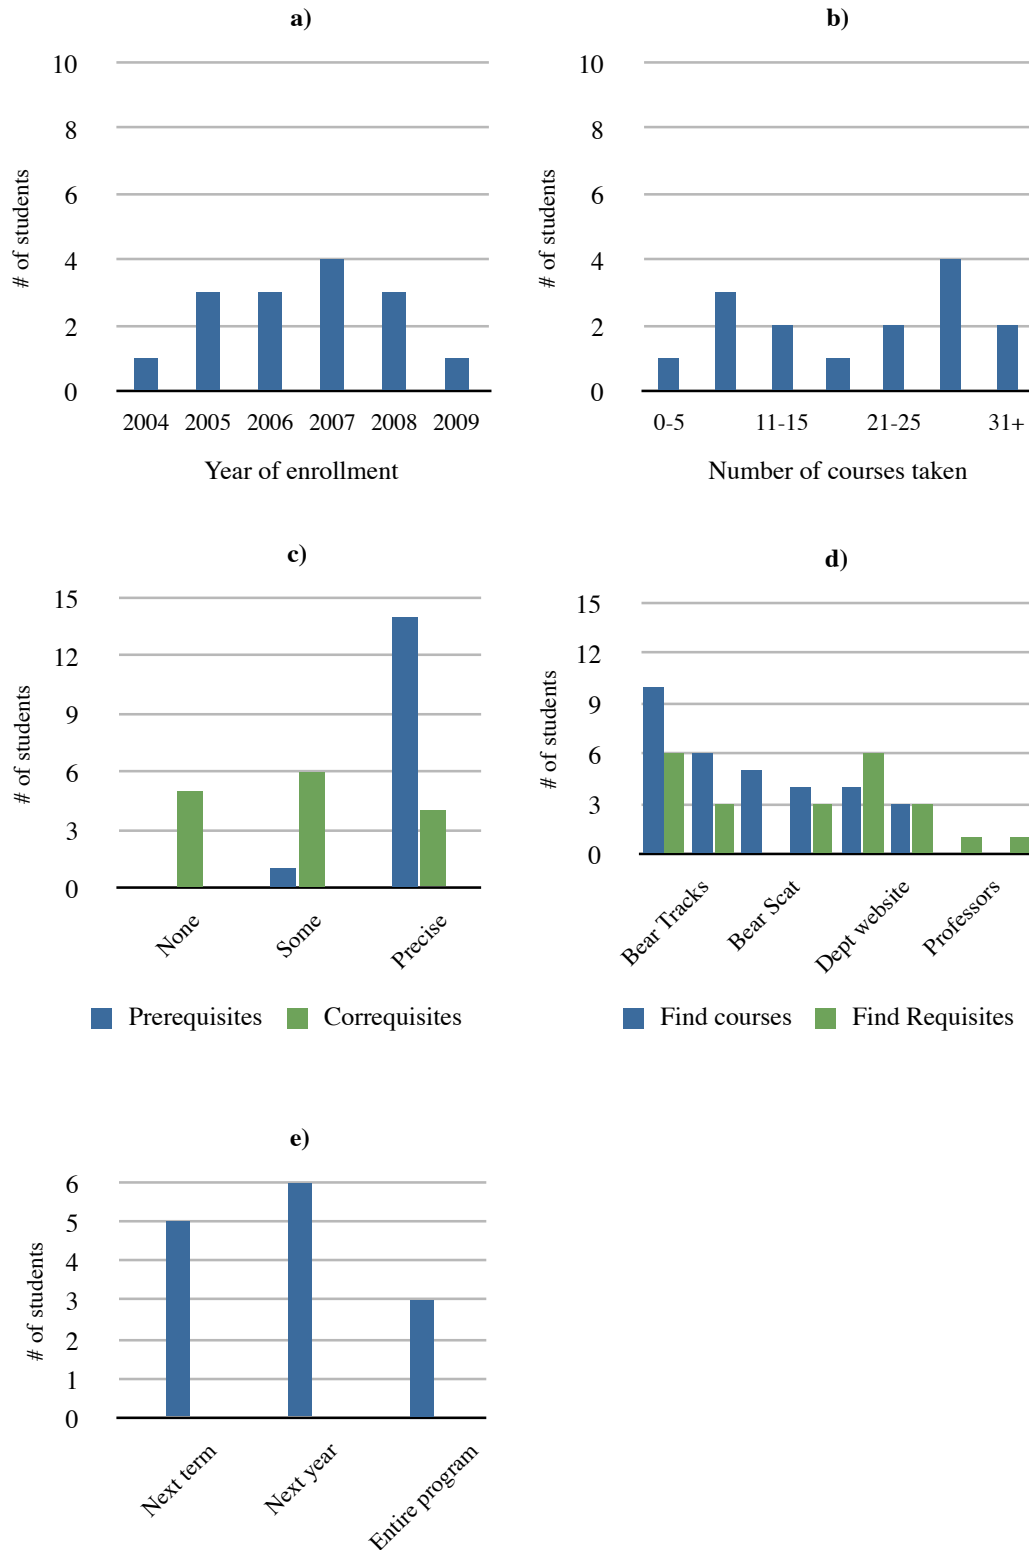 a)
10
8
6
4
2
0
# of students
2004 2005 2006 2007 2008 2009
Year of enrollment
b)
10
8
6
4
2
0
# of students
0-5 11-15 21-25 31+
Number of courses taken
c)
15
12
9
6
3
0
# of students
None
Some
Precise
Prerequisites Correquisites
d)
15
12
9
6
3
0
# of students
Bear Tracks
Bear Scat
Dept website
Professors
Find courses Find Requisites
e)
6
5
4
3
2
1
0
# of students
Next term
Next year
Entire program